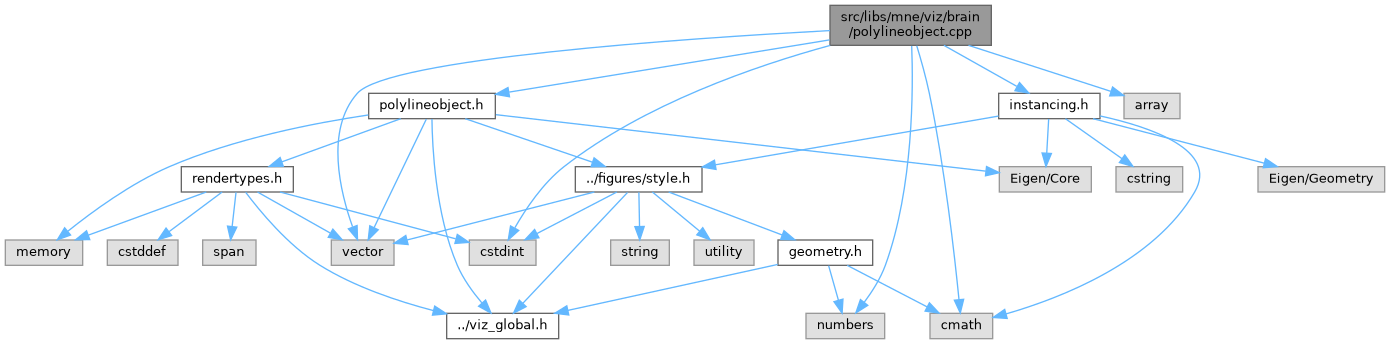 src/libs/mne/viz/brain
/polylineobject.cpp
polylineobject.h
instancing.h
array
rendertypes.h
../figures/style.h
Eigen/Core
cstring
Eigen/Geometry
memory
cstddef
span
vector
cstdint
string
utility
geometry.h
../viz_global.h
numbers
cmath